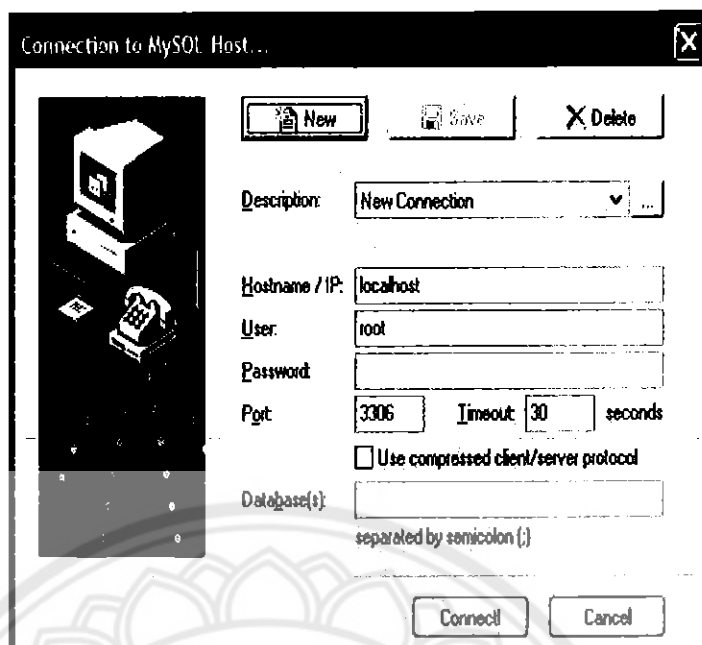 Connection to MySQL Host...
New Save Delete
Description: New Connection ...
Hostname / IP: localhost
User: root
Password:
Port: 3306 Timeout: 30 seconds
Use compressed client/server protocol
Database(s):
separated by semicolon (;)
Connect! Cancel